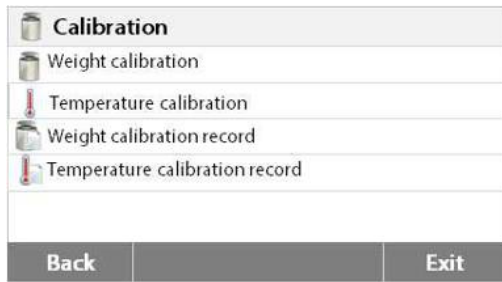 Calibration
Weight calibration
Temperature calibration
Weight calibration record
Temperature calibration record
Back Exit